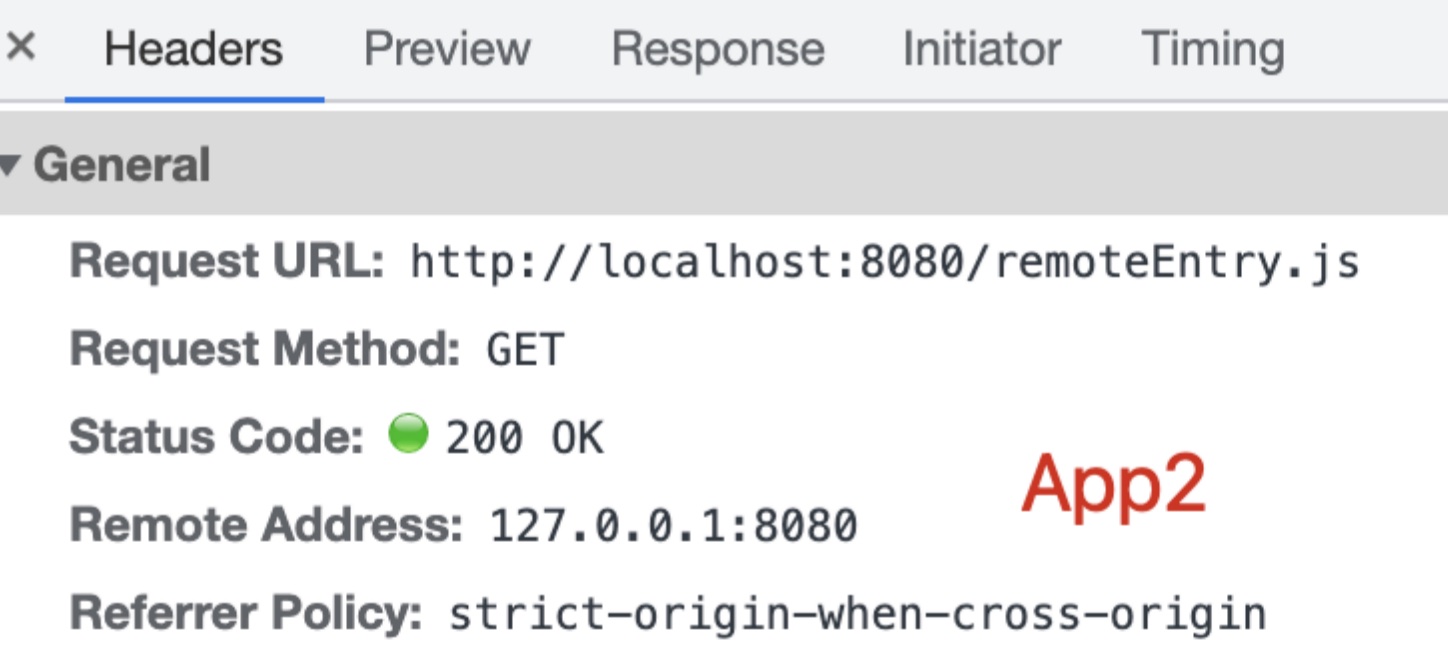 × Headers Preview Response Initiator Timing
▼ General
Request URL: http://localhost:8080/remoteEntry.js
Request Method: GET
Status Code: 200 OK
App2
Remote Address: 127.0.0.1:8080
Referrer Policy: strict-origin-when-cross-origin